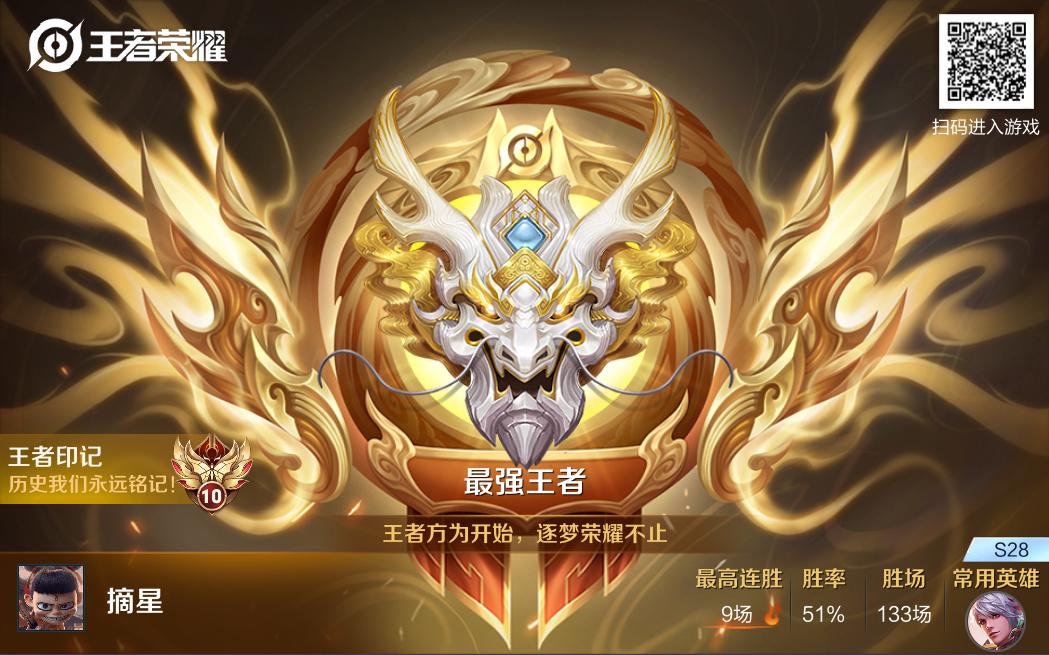 王者荣耀
扫码进入游戏
王者印记
历史我们永远铭记!
10
最强王者
王者方为开始，逐梦荣耀不止
S28
摘星
最高连胜 胜率 胜场 常用英雄
9场 51% 133场